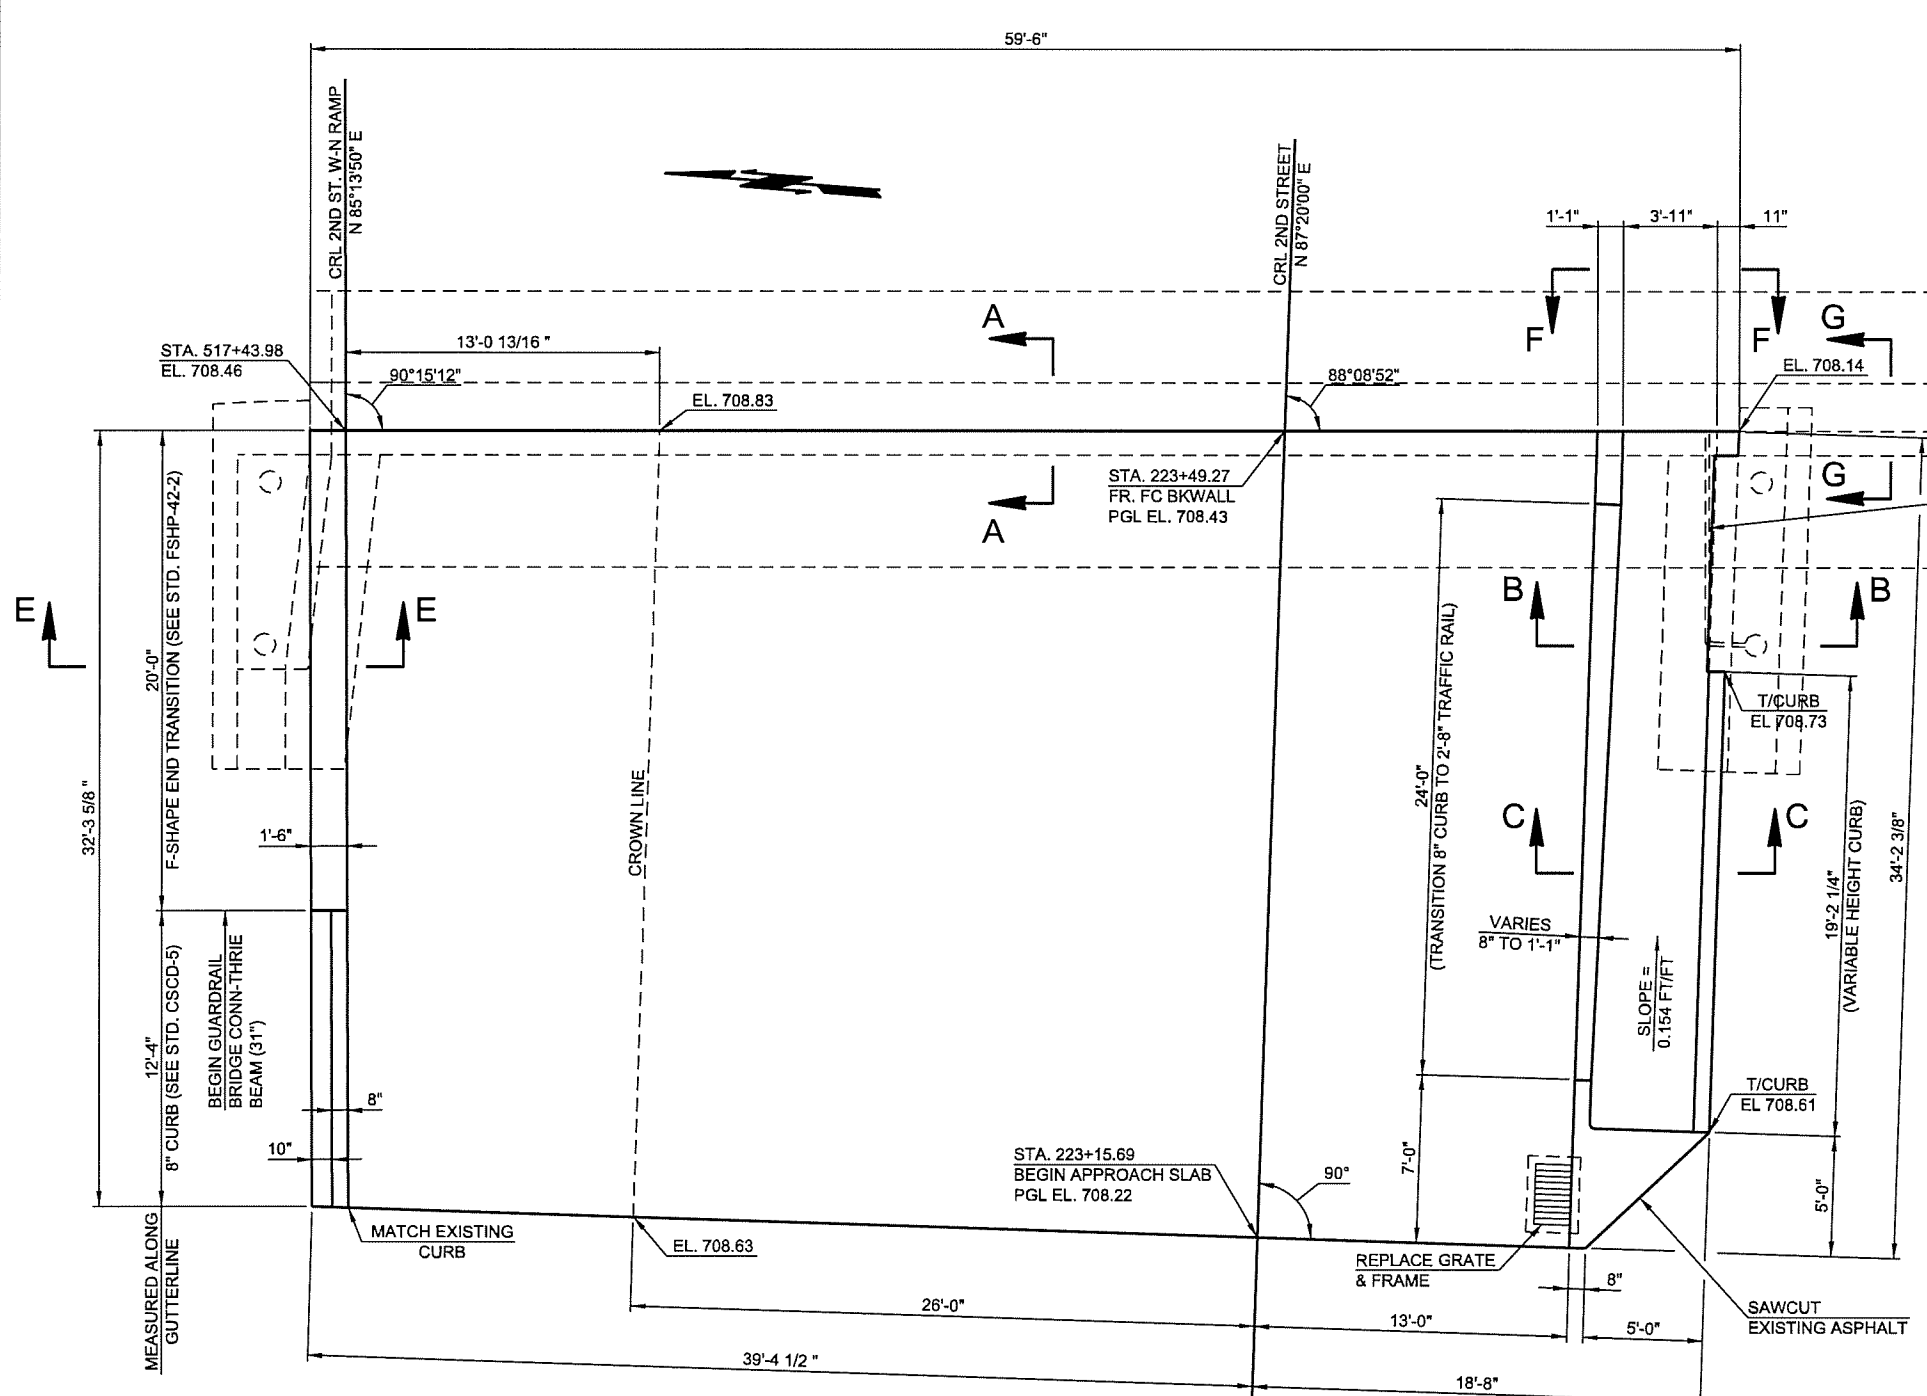 59'-6"
CRL 2ND ST. W-N RAMP
N 85°13'50" E
CRL 2ND STREET
N 87°20'00" E
1'-1"
3'-11"
11"
A
F
F
G
STA. 517+43.98
EL. 708.46
13'-0 13/16 "
90°15'12"
EL. 708.83
88°08'52"
EL. 708.14
STA. 223+49.27
FR. FC BKWALL
PGL EL. 708.43
A
G
E
E
B
B
32'-3 5/8 "
20'-0"
F-SHAPE END TRANSITION (SEE STD. FSHP-42-2)
T/CURB
EL 708.73
24'-0"
(TRANSITION 8" CURB TO 2'-8" TRAFFIC RAIL)
CROWN LINE
1'-6"
C
C
VARIES
8" TO 1'-1"
SLOPE =
0.154 FT/FT
19'-2 1/4"
(VARIABLE HEIGHT CURB)
34'-2 3/8"
12'-4"
8" CURB (SEE STD. CSCD-5)
BEGIN GUARDRAIL
BRIDGE CONN-THRIE
BEAM (31")
8"
10"
T/CURB
EL 708.61
STA. 223+15.69
BEGIN APPROACH SLAB
PGL EL. 708.22
90°
7'-0"
5'-0"
MEASURED ALONG
GUTTERLINE
MATCH EXISTING
CURB
EL. 708.63
REPLACE GRATE
& FRAME
8"
SAWCUT
EXISTING ASPHALT
26'-0"
13'-0"
5'-0"
39'-4 1/2 "
18'-8"